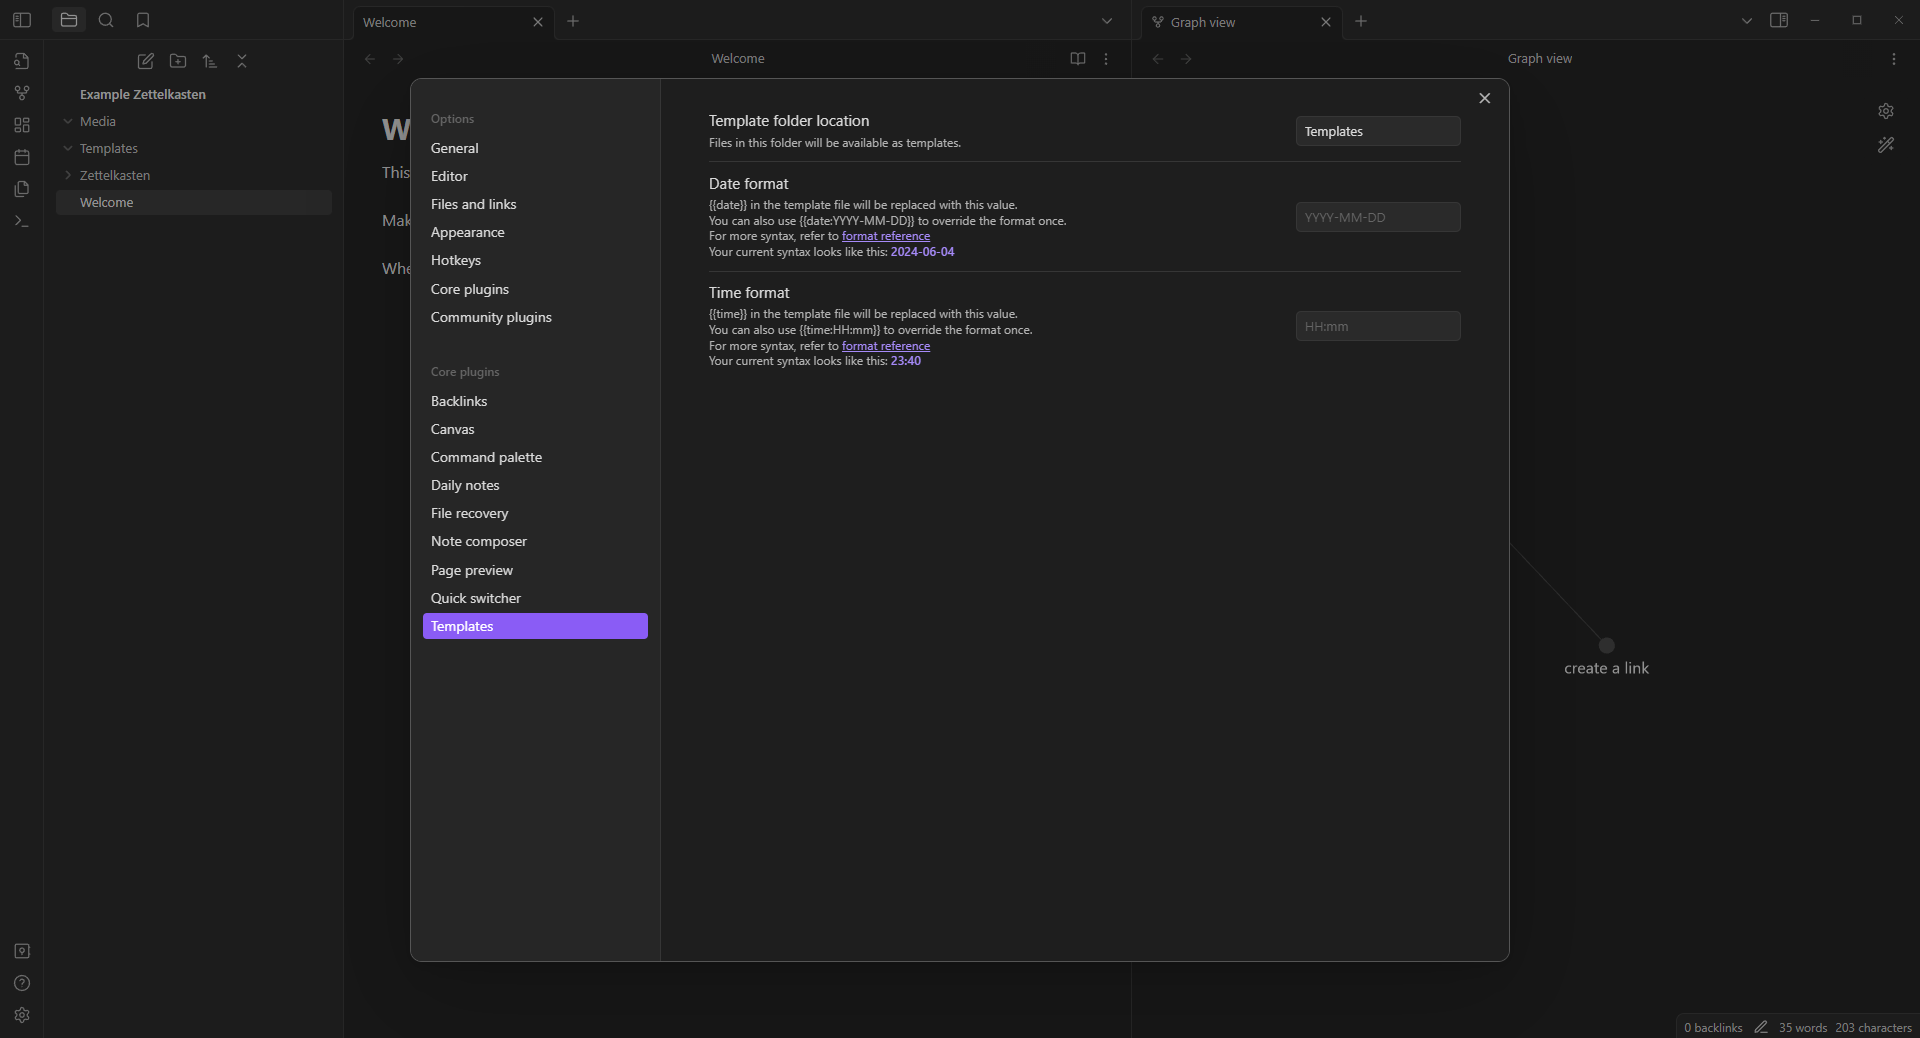 Welcome
Graph view
Welcome
Graph view
Example Zettelkasten
Media
Templates
Zettelkasten
Welcome
W
This
Mak
Whe
Options
General
Editor
Files and links
Appearance
Hotkeys
Core plugins
Community plugins
Core plugins
Backlinks
Canvas
Command palette
Daily notes
File recovery
Note composer
Page preview
Quick switcher
Templates
Template folder location
Files in this folder will be available as templates.
Templates
Date format
{{date}} in the template file will be replaced with this value.
You can also use {{date:YYYY-MM-DD}} to override the format once.
For more syntax, refer to format reference
Your current syntax looks like this: 2024-06-04
YYYY-MM-DD
Time format
{{time}} in the template file will be replaced with this value.
You can also use {{time:HH:mm}} to override the format once.
For more syntax, refer to format reference
Your current syntax looks like this: 23:40
HH:mm
create a link
0 backlinks 35 words 203 characters